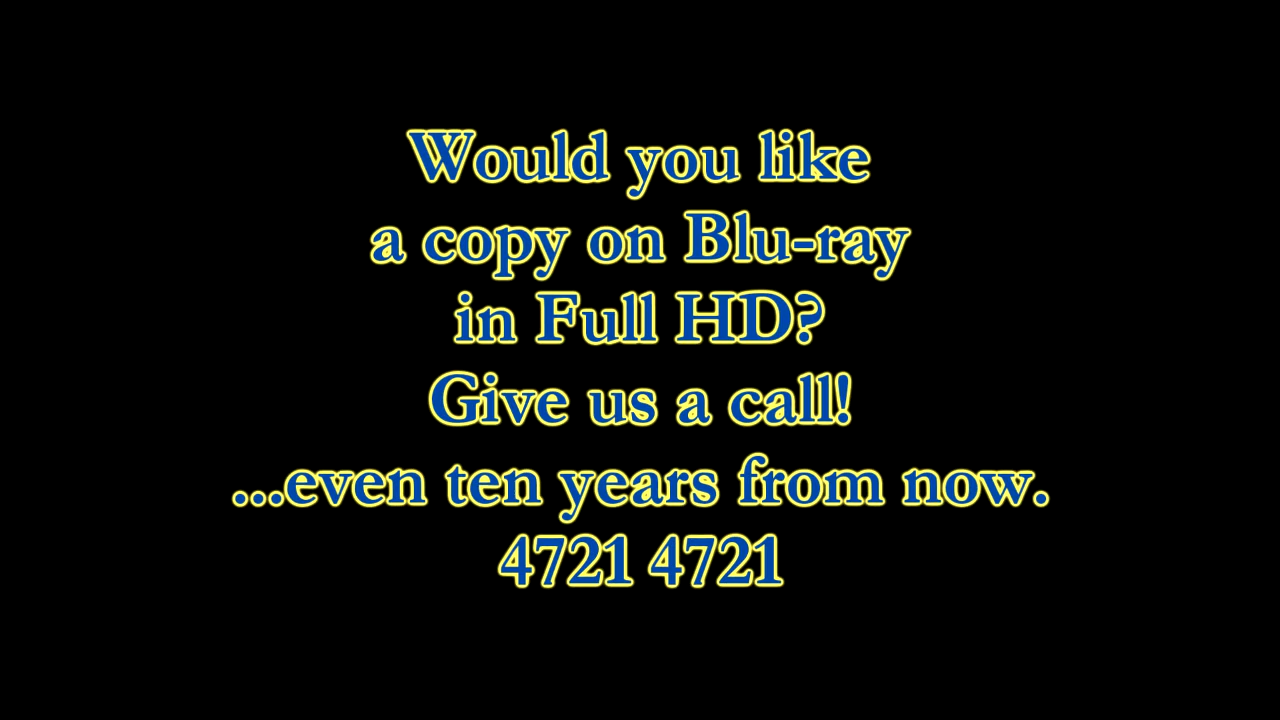 Would you like
a copy on Blu-ray
in Full HD?
Give us a call!
...even ten years from now.
4721 4721